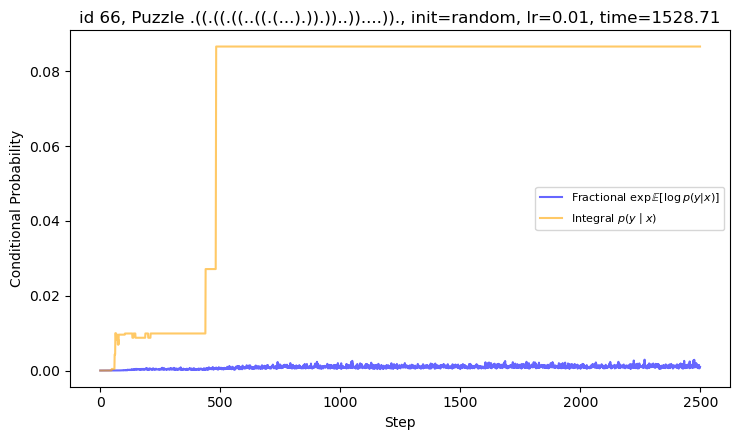 id 66, Puzzle .((.((.((..((.(...).)).))..))....))., init=random, lr=0.01, time=1528.71
Conditional Probability
0.08
0.06
0.04
0.02
0.00
Fractional exp𝔼[log p(y|x)]
Integral p(y | x)
0
500
1000
1500
2000
2500
Step